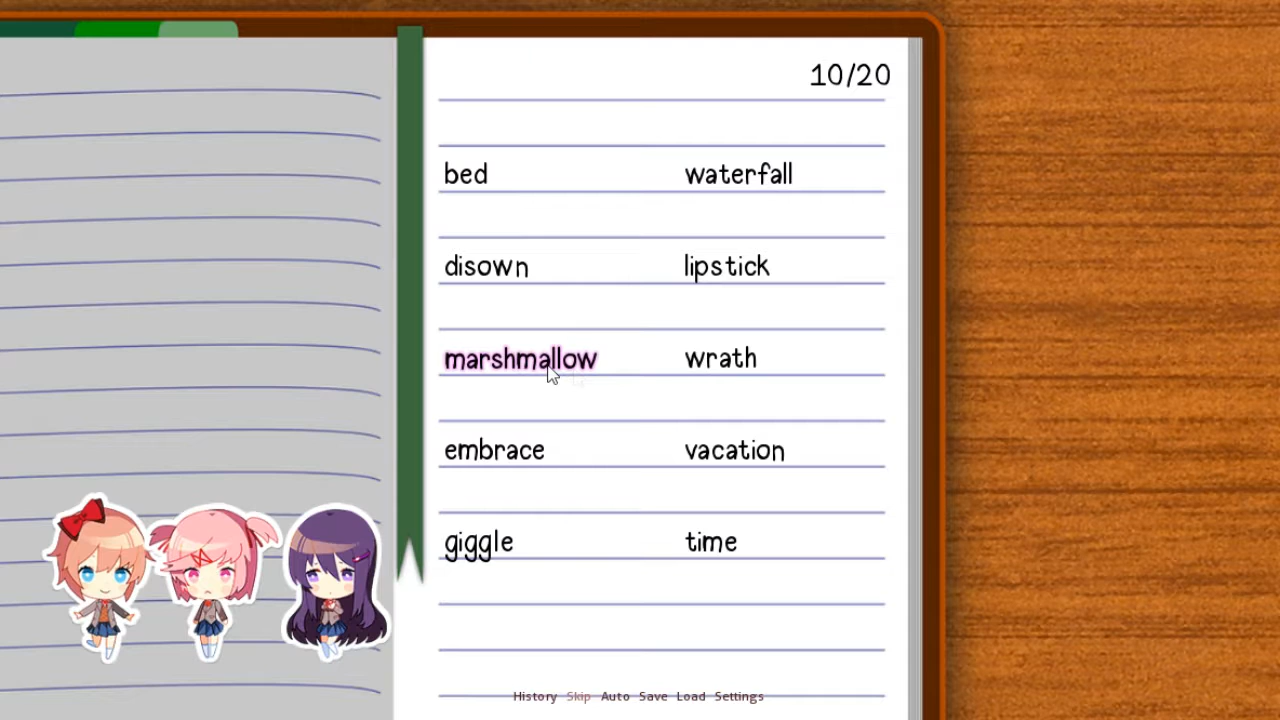 10/20
bed waterfall
disown lipstick
marshmallow wrath
embrace vacation
giggle time
History Skip Auto Save Load Settings